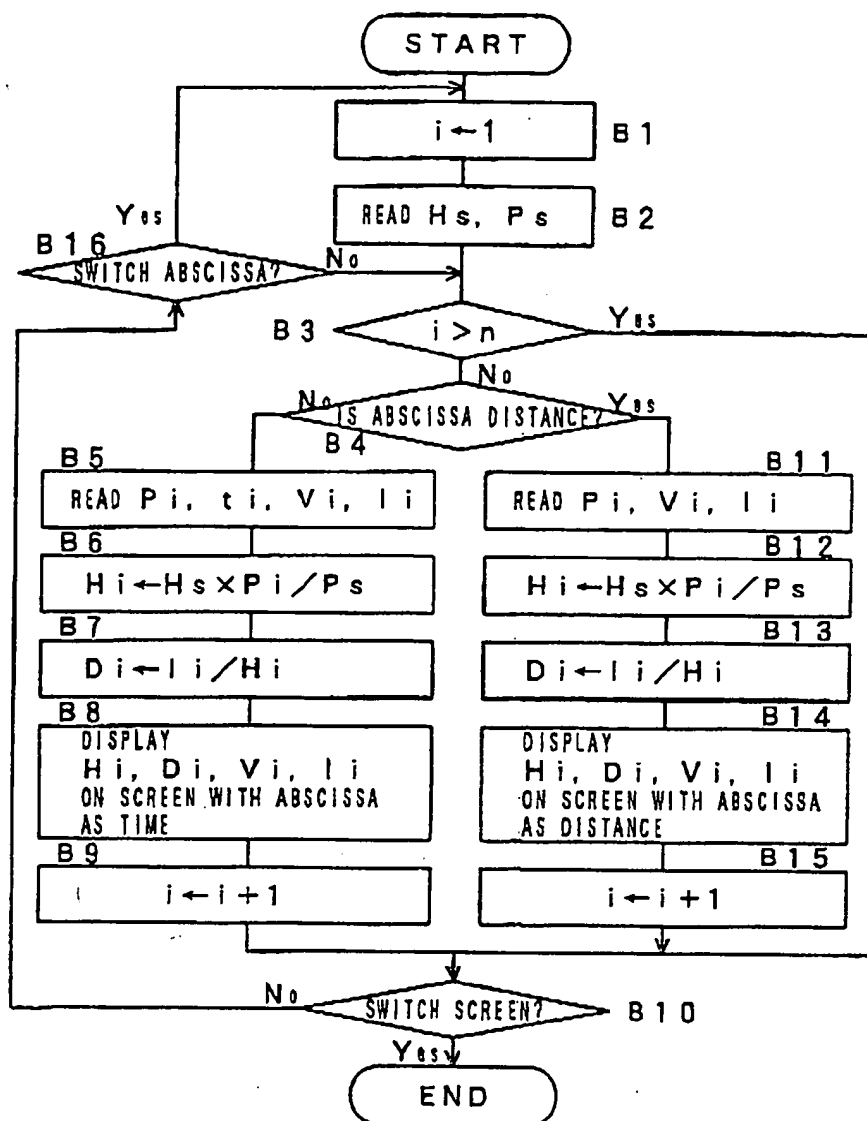 START
i←1
B1
READ Hs, Ps
B2
Yes
B16
SWITCH ABSCISSA?
No
B3
i>n
Yes
No
No
IS ABSCISSA DISTANCE?
Yes
B4
B5
READ Pi, ti, Vi, Ii
B6
Hi←Hs×Pi/Ps
B7
Di←Ii/Hi
B8
DISPLAY
Hi, Di, Vi, Ii
ON SCREEN WITH ABSCISSA
AS TIME
B9
i←i+1
B11
READ Pi, Vi, Ii
B12
Hi←Hs×Pi/Ps
B13
Di←Ii/Hi
B14
DISPLAY
Hi, Di, Vi, Ii
ON SCREEN WITH ABSCISSA
AS DISTANCE
B15
i←i+1
No
SWITCH SCREEN?
B10
Yes
END